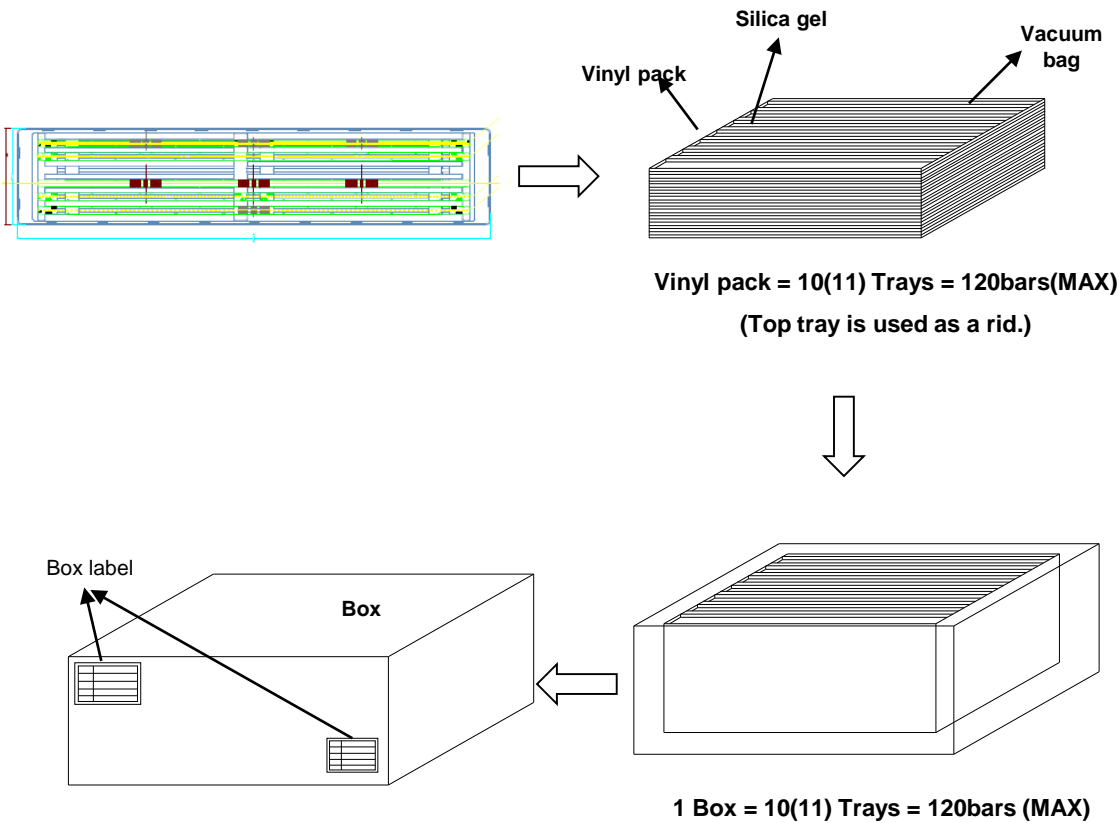 Silica gel
Vacuum
bag
Vinyl pack
Vinyl pack = 10(11) Trays = 120bars(MAX)
(Top tray is used as a rid.)
Box label
Box
1 Box = 10(11) Trays = 120bars (MAX)